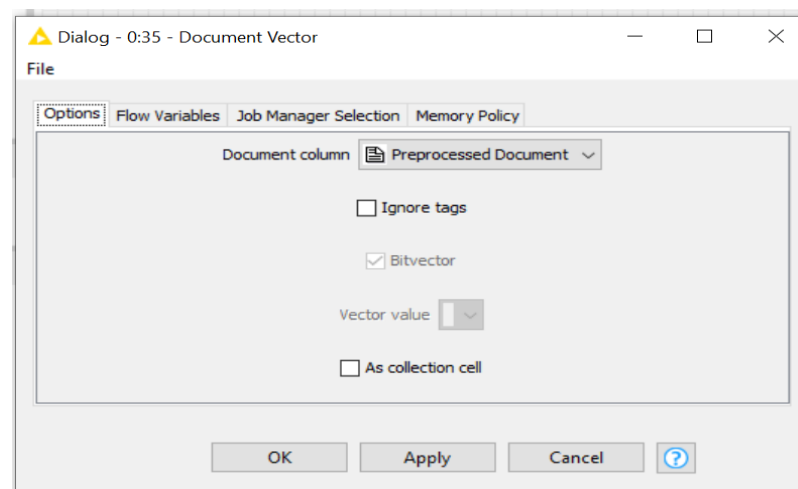 Dialog - 0:35 - Document Vector
File
Options Flow Variables Job Manager Selection Memory Policy
Document column Preprocessed Document
Ignore tags
Bitvector
Vector value
As collection cell
OK Apply Cancel ?